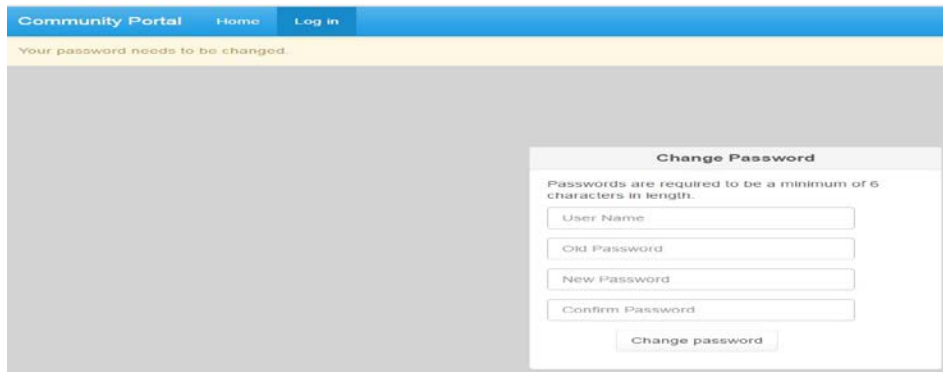 Community Portal Home Log in
Your password needs to be changed.
Change Password
Passwords are required to be a minimum of 6
characters in length.
User Name
Old Password
New Password
Confirm Password
Change password